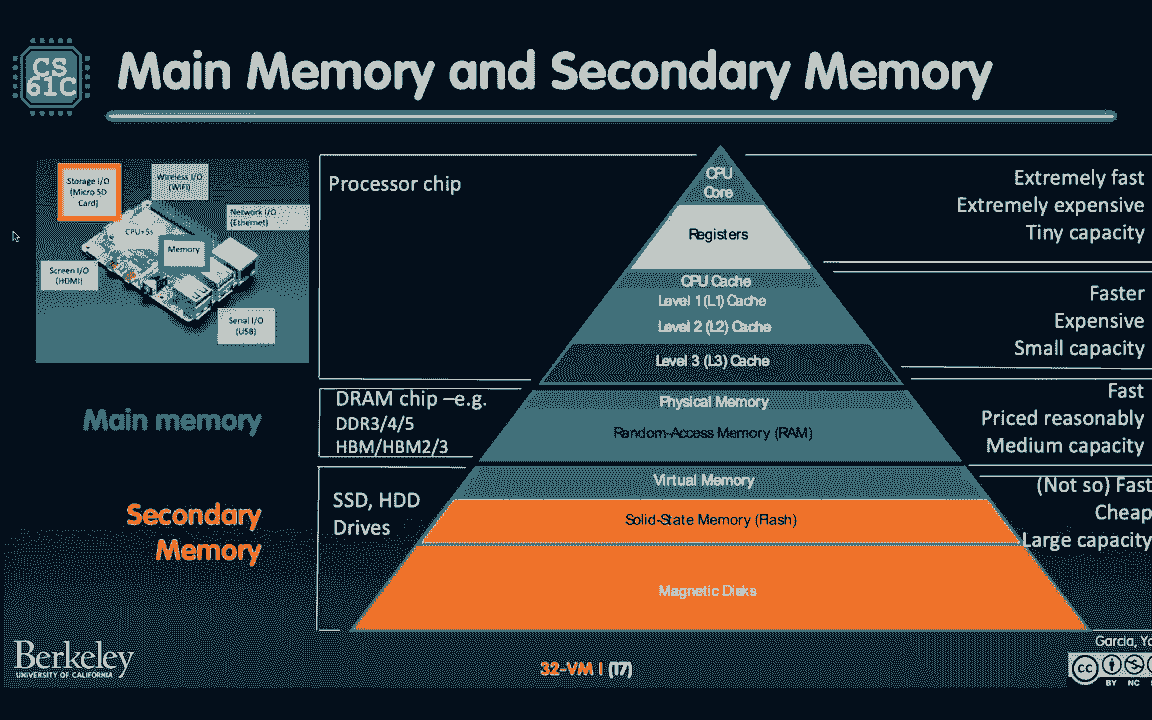 CS
61C
Main Memory and Secondary Memory
Storage I/O
(Micro SD
Card)
Wireless I/O
(WiFi)
Network I/O
(Ethernet)
CPU+$s
Memory
Screen I/O
(HDMI)
Serial I/O
(USB)
Processor chip
CPU
Core
Registers
CPU Cache
Level 1 (L1) Cache
Level 2 (L2) Cache
Level 3 (L3) Cache
Extremely fast
Extremely expensive
Tiny capacity
Faster
Expensive
Small capacity
Main memory
DRAM chip –e.g.
DDR3/4/5
HBM/HBM2/3
Physical Memory
Random-Access Memory (RAM)
Fast
Priced reasonably
Medium capacity
Secondary
Memory
SSD, HDD
Drives
Virtual Memory
Solid-State Memory (Flash)
Magnetic Disks
(Not so) Fast
Cheap
Large capacity
Berkeley
UNIVERSITY OF CALIFORNIA
32-VM I (17)
Garcia,
cc
BY NC